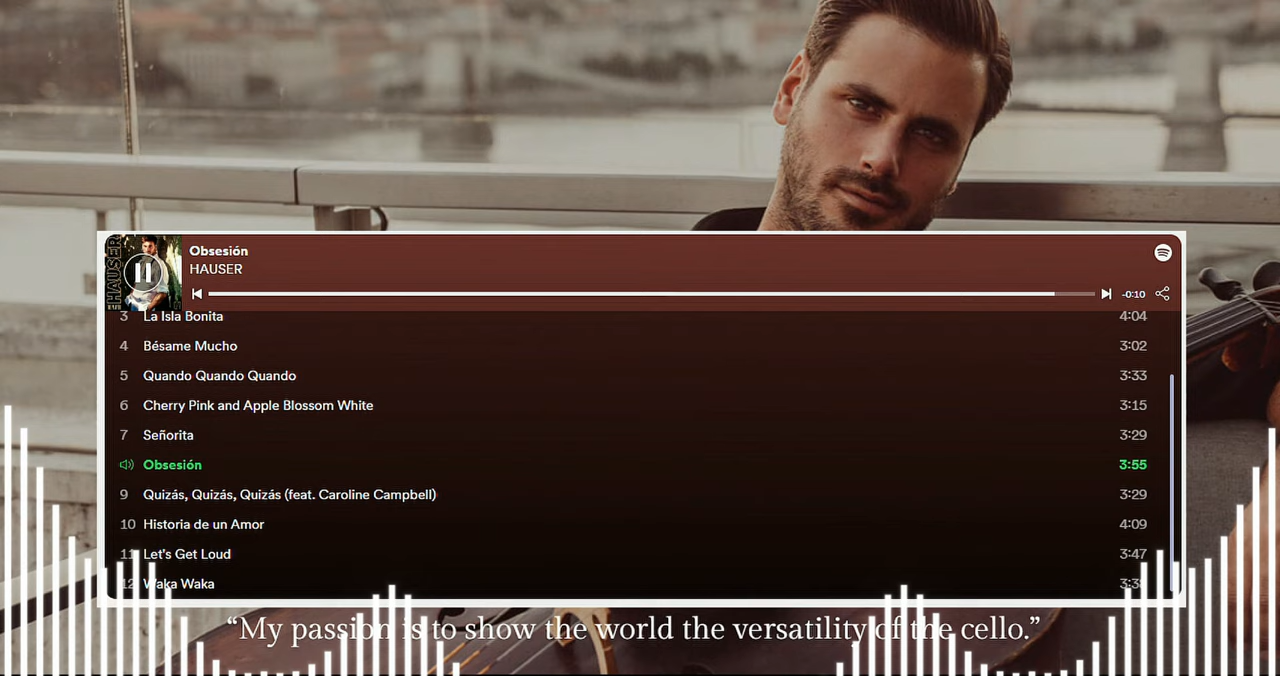 HAUSER
Obsesión
HAUSER
-0:10
3 La Isla Bonita 4:04
4 Bésame Mucho 3:02
5 Quando Quando Quando 3:33
6 Cherry Pink and Apple Blossom White 3:15
7 Señorita 3:29
Obsesión 3:55
9 Quizás, Quizás, Quizás (feat. Caroline Campbell) 3:29
10 Historia de un Amor 4:09
11 Let's Get Loud 3:47
12 Waka Waka
“My passion is to show the world the versatility of the cello.”